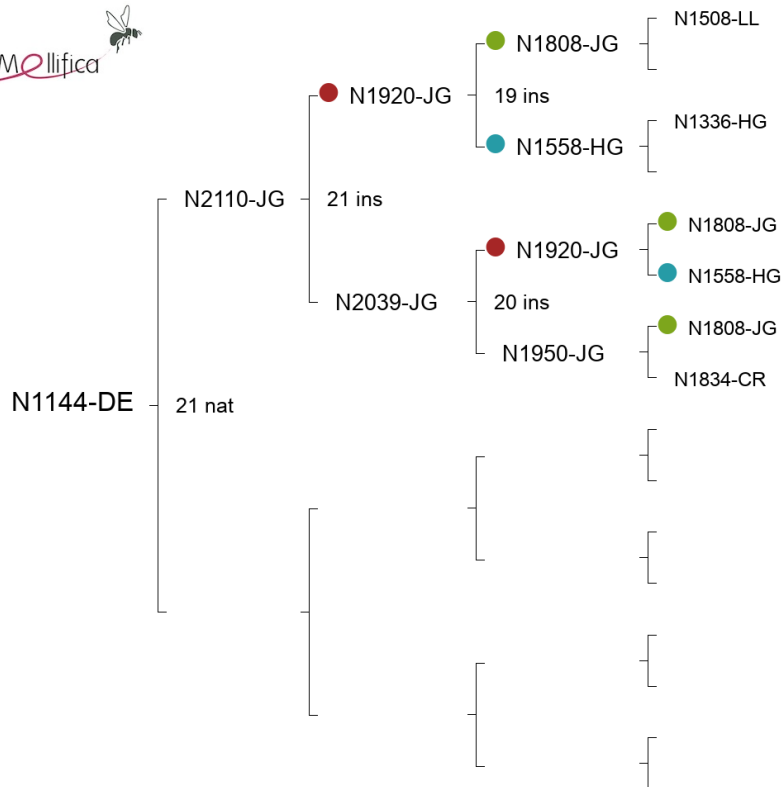 Mellifica
N1508-LL
N1808-JG
N1920-JG
19 ins
N1336-HG
N1558-HG
N2110-JG
21 ins
N1808-JG
N1920-JG
N1558-HG
N2039-JG
20 ins
N1808-JG
N1950-JG
N1834-CR
N1144-DE
21 nat